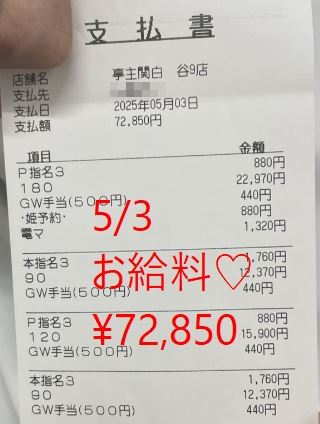 支払書
店舗名 亭主関白 谷9店
支払先
支払日 2025年05月03日
支払額 72,850円
項目 金額
P指名3 880円
180 22,970円
GW手当(500円) 440円
・姫予約・ 880円
電マ 1,320円
5/3
本指名3 1,760円
90 12,370円
GW手当(500円) 440円
お給料♡
P指名3 880円
120 15,900円
GW手当(500円) 440円
¥72,850
本指名3 1,760円
90 12,370円
GW手当(500円) 440円